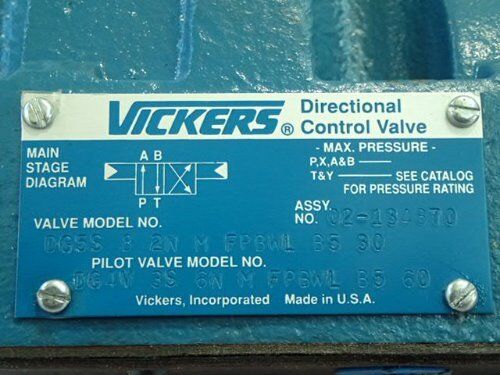 VICKERS® Directional
Control Valve
MAIN
STAGE
DIAGRAM
A B
P T
- MAX. PRESSURE -
P,X,A&B
T&Y SEE CATALOG
FOR PRESSURE RATING
ASSY.
NO.
VALVE MODEL NO.
DG5S 8 2N M FPBWL B5 30
PILOT VALVE MODEL NO.
DG4V 3S 6N M FPBWL B5 60
Vickers, Incorporated Made in U.S.A.